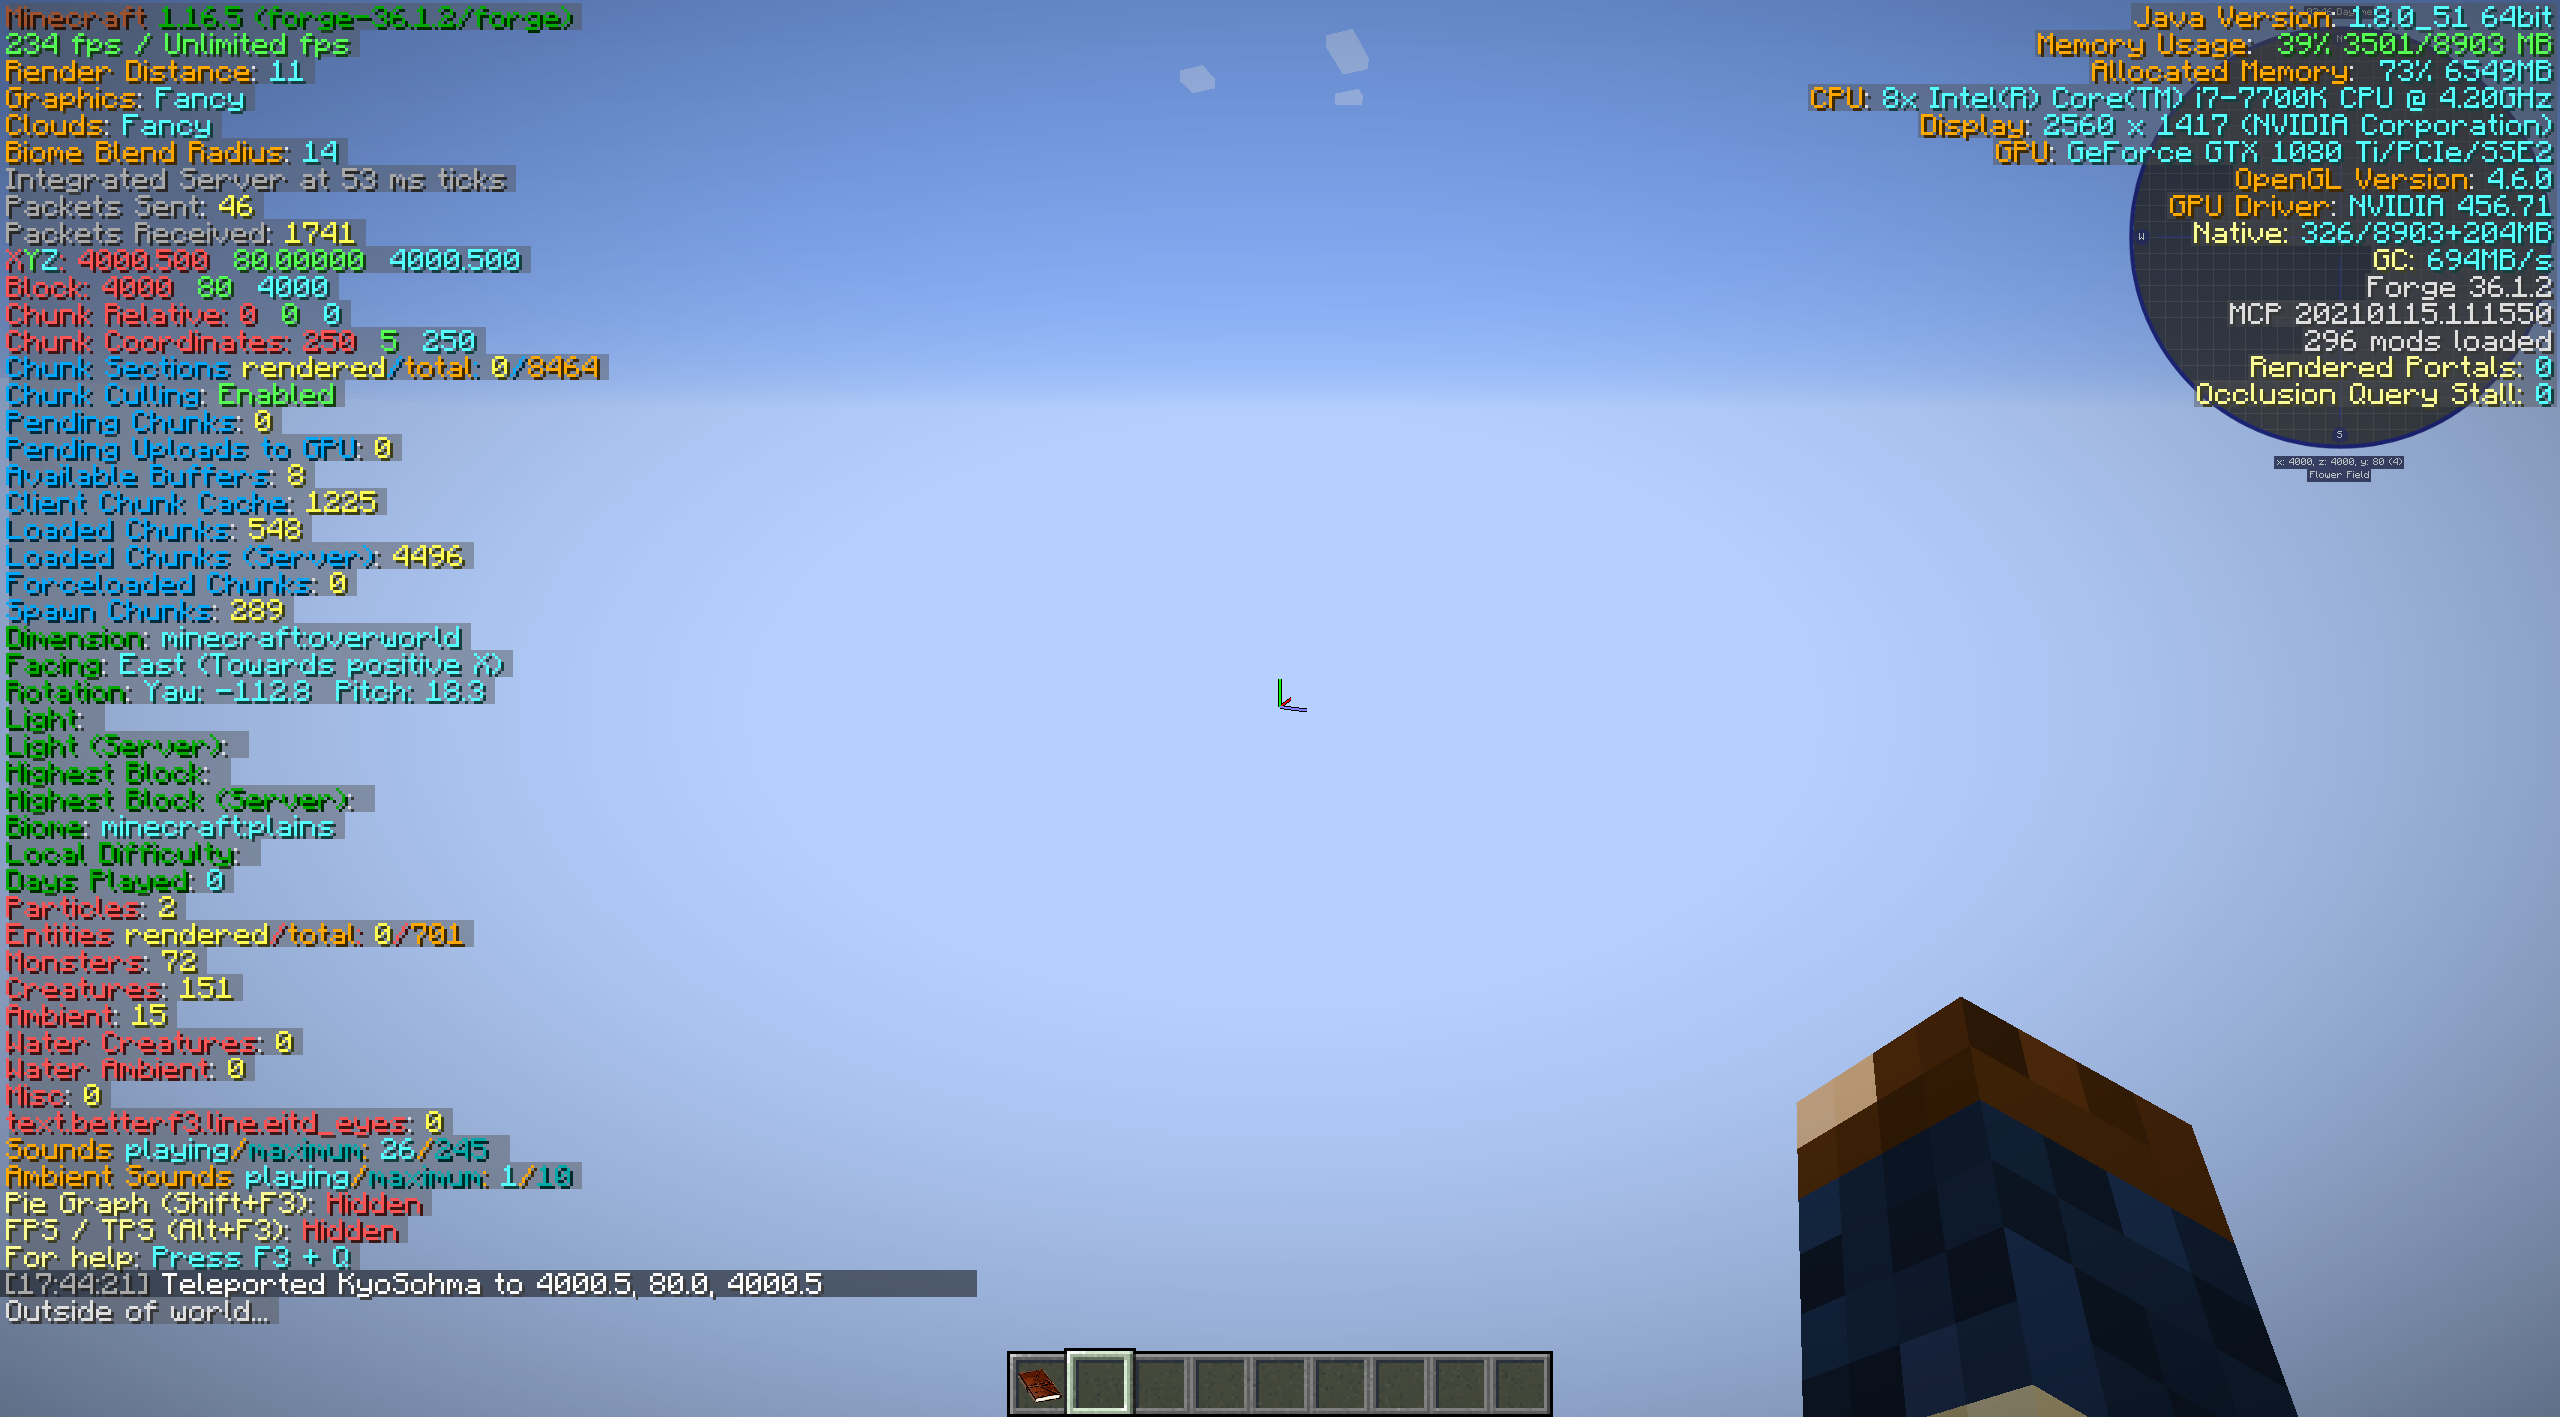 Minecraft 1.16.5 (forge-36.1.2/forge)
234 fps / Unlimited fps
Render Distance: 11
Graphics: Fancy
Clouds: Fancy
Biome Blend Radius: 14
Integrated Server at 53 ms ticks
Packets Sent: 46
Packets Received: 1741
XYZ: 4000.500 80.00000 4000.500
Block: 4000 80 4000
Chunk Relative: 0 0 0
Chunk Coordinates: 250 5 250
Chunk Sections rendered/total: 0/8464
Chunk Culling: Enabled
Pending Chunks: 0
Pending Uploads to GPU: 0
Available Buffers: 8
Client Chunk Cache: 1225
Loaded Chunks: 548
Loaded Chunks (Server): 4496
Forceloaded Chunks: 0
Spawn Chunks: 289
Dimension: minecraft:overworld
Facing: East (Towards positive X)
Rotation: Yaw: -112.8 Pitch: 18.3
Light:
Light (Server):
Highest Block:
Highest Block (Server):
Biome: minecraft:plains
Local Difficulty:
Days Played: 0
Particles: 2
Entities rendered/total: 0/701
Monsters: 72
Creatures: 151
Ambient: 15
Water Creatures: 0
Water Ambient: 0
Misc: 0
text.betterf3.line.eitd_eyes: 0
Sounds playing/maximum: 26/245
Ambient Sounds playing/maximum: 1/10
Pie Graph (Shift+F3): Hidden
FPS / TPS (Alt+F3): Hidden
For help: Press F3 + Q
[17:44:21] Teleported KyoSohma to 4000.5, 80.0, 4000.5
Outside of world...
Java Version: 1.8.0_51 64bit
Memory Usage: 39% 3501/8903 MB
Allocated Memory: 73% 6549MB
CPU: 8x Intel(R) Core(TM) i7-7700K CPU @ 4.20GHz
Display: 2560 x 1417 (NVIDIA Corporation)
GPU: GeForce GTX 1080 Ti/PCIe/SSE2
OpenGL Version: 4.6.0
GPU Driver: NVIDIA 456.71
Native: 326/8903+204MB
GC: 694MB/s
Forge 36.1.2
MCP 20210115.111550
296 mods loaded
Rendered Portals: 0
Occlusion Query Stall: 0
W
S
x: 4000, z: 4000, y: 80 (4)
Flower Field